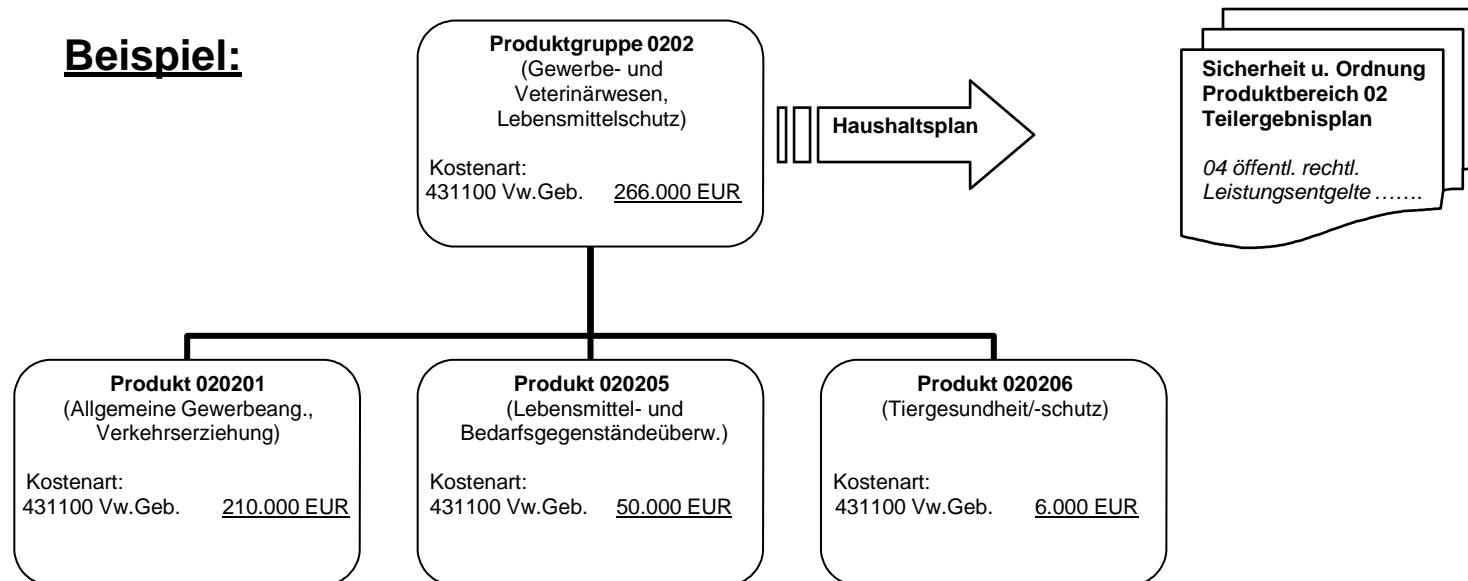 Beispiel:
Produktgruppe 0202
(Gewerbe- und
Veterinärwesen,
Lebensmittelschutz)
Kostenart:
431100 Vw.Geb. 266.000 EUR
Haushaltsplan
Sicherheit u. Ordnung
Produktbereich 02
Teilergebnisplan
04 öffentl. rechtl.
Leistungsentgelte …….
Produkt 020201
(Allgemeine Gewerbeang.,
Verkehrserziehung)
Kostenart:
431100 Vw.Geb. 210.000 EUR
Produkt 020205
(Lebensmittel- und
Bedarfsgegenständeüberw.)
Kostenart:
431100 Vw.Geb. 50.000 EUR
Produkt 020206
(Tiergesundheit/-schutz)
Kostenart:
431100 Vw.Geb. 6.000 EUR